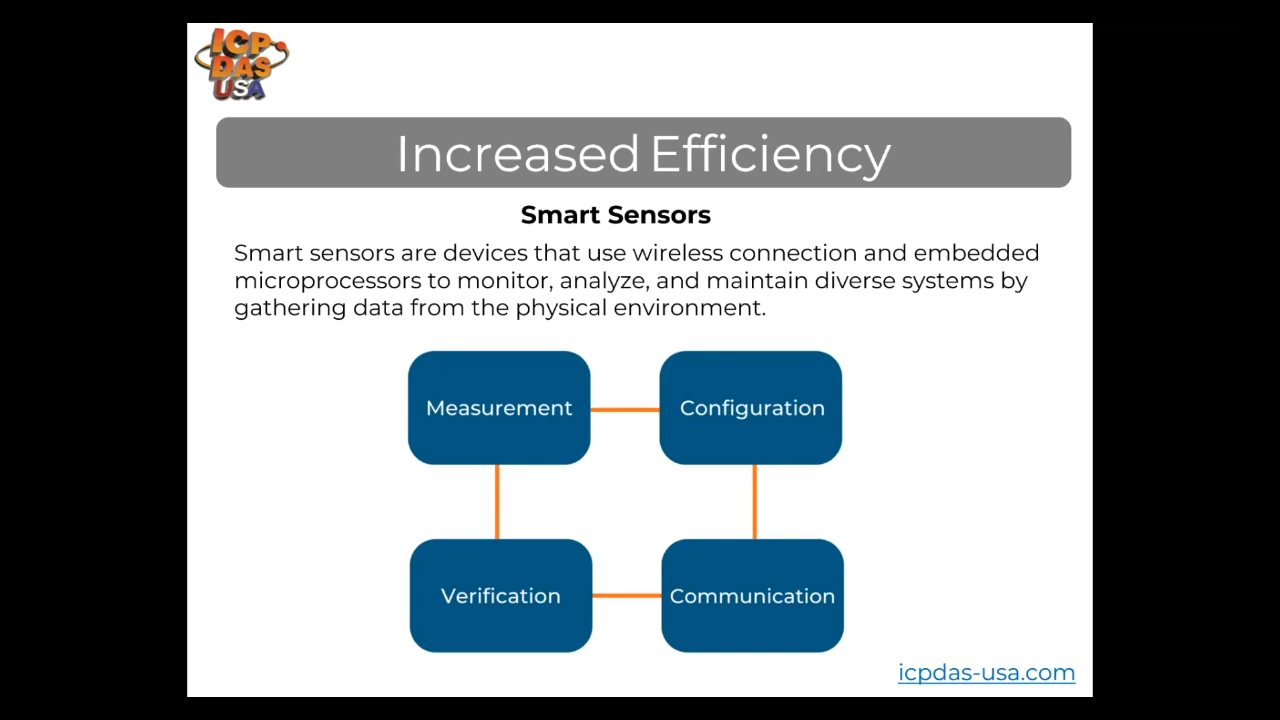 ICP
DAS
USA
Increased Efficiency
Smart Sensors
Smart sensors are devices that use wireless connection and embedded
microprocessors to monitor, analyze, and maintain diverse systems by
gathering data from the physical environment.
Measurement
Configuration
Verification
Communication
icpdas-usa.com